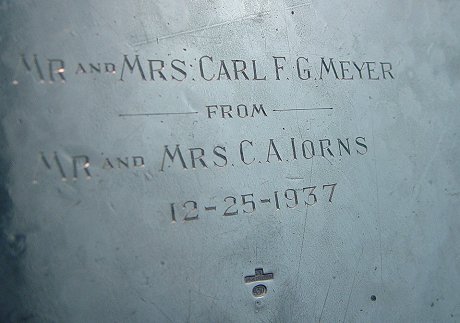 MR AND MRS. CARL F. G. MEYER
FROM
MR AND MRS. C. A. IORNS
12-25-1937